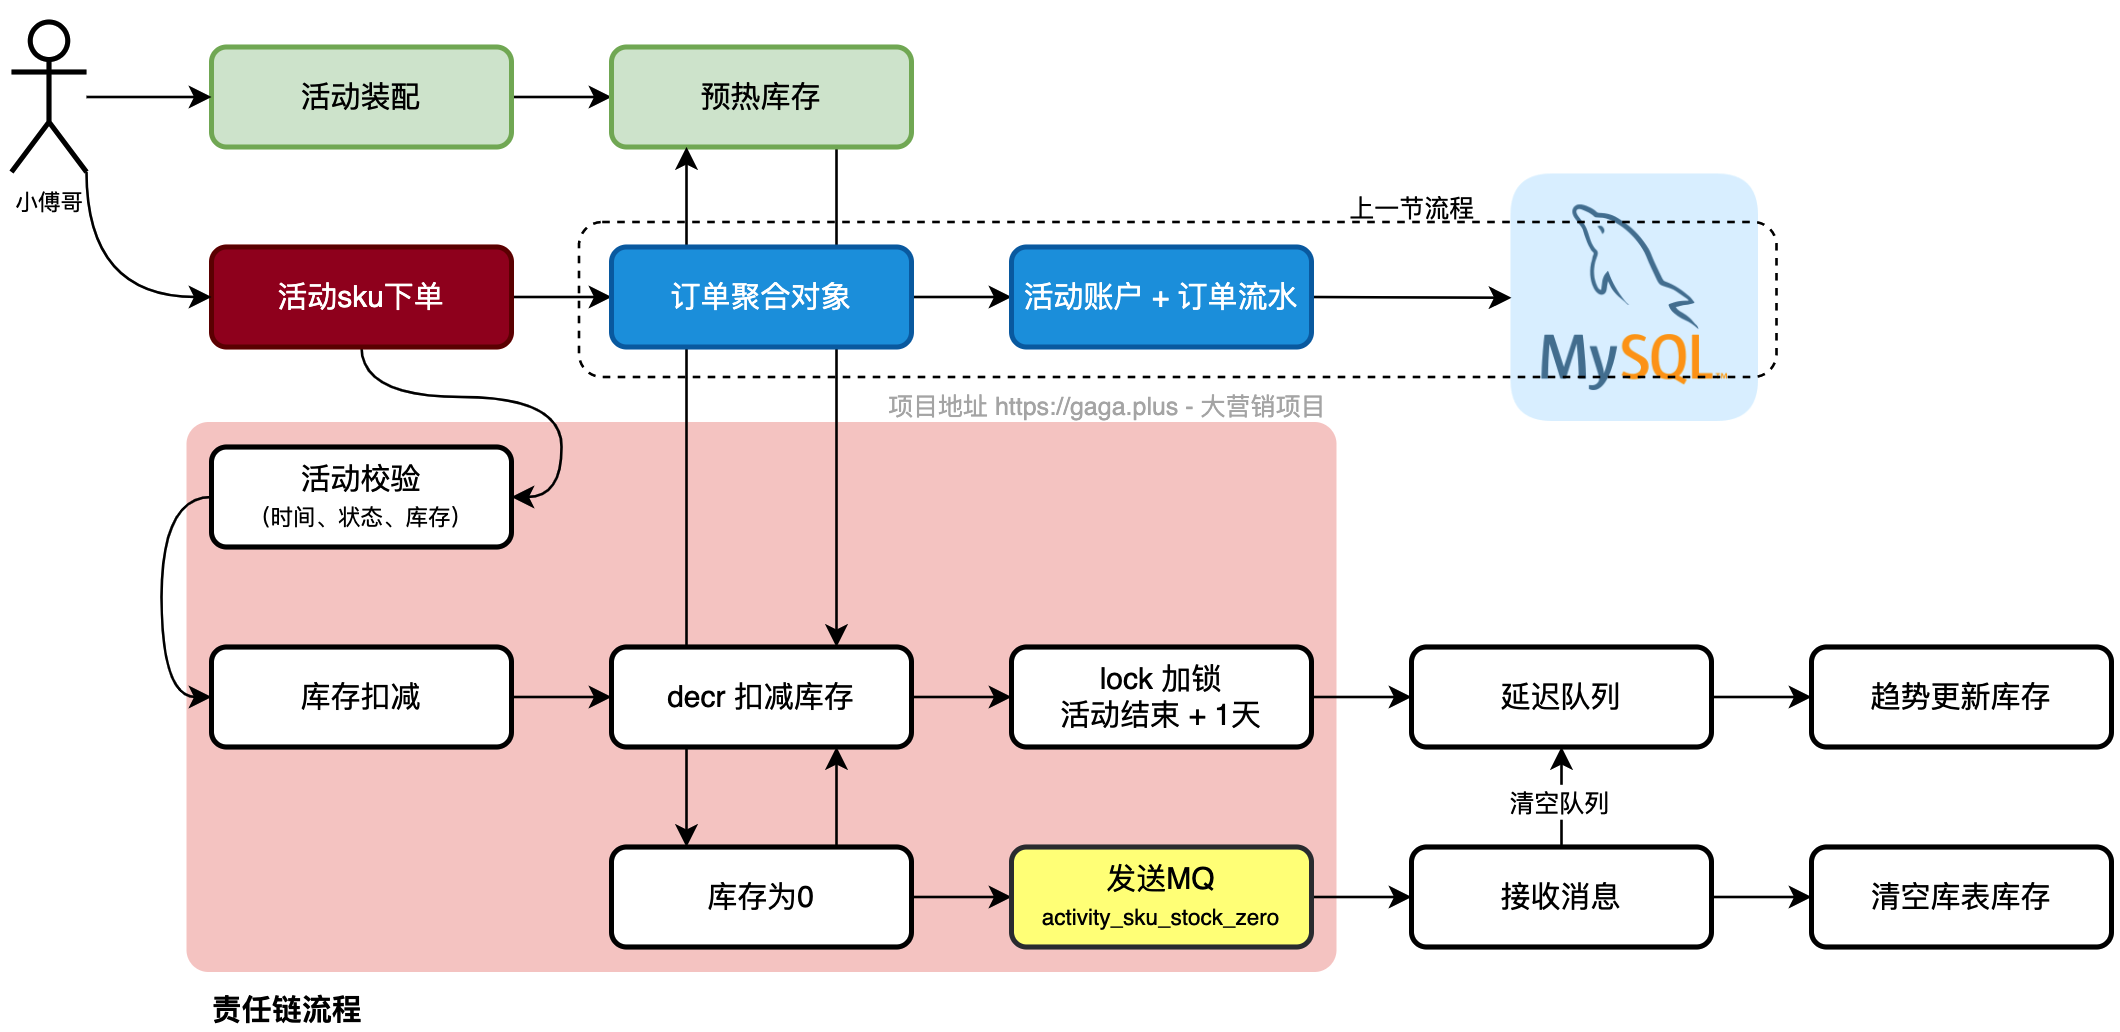 活动装配
预热库存
小傅哥
上一节流程
活动sku下单
订单聚合对象
活动账户 + 订单流水
MySQL™
项目地址 https://gaga.plus - 大营销项目
活动校验
（时间、状态、库存）
库存扣减
decr 扣减库存
lock 加锁
活动结束 + 1天
延迟队列
趋势更新库存
清空队列
库存为0
发送MQ
activity_sku_stock_zero
接收消息
清空库表库存
责任链流程